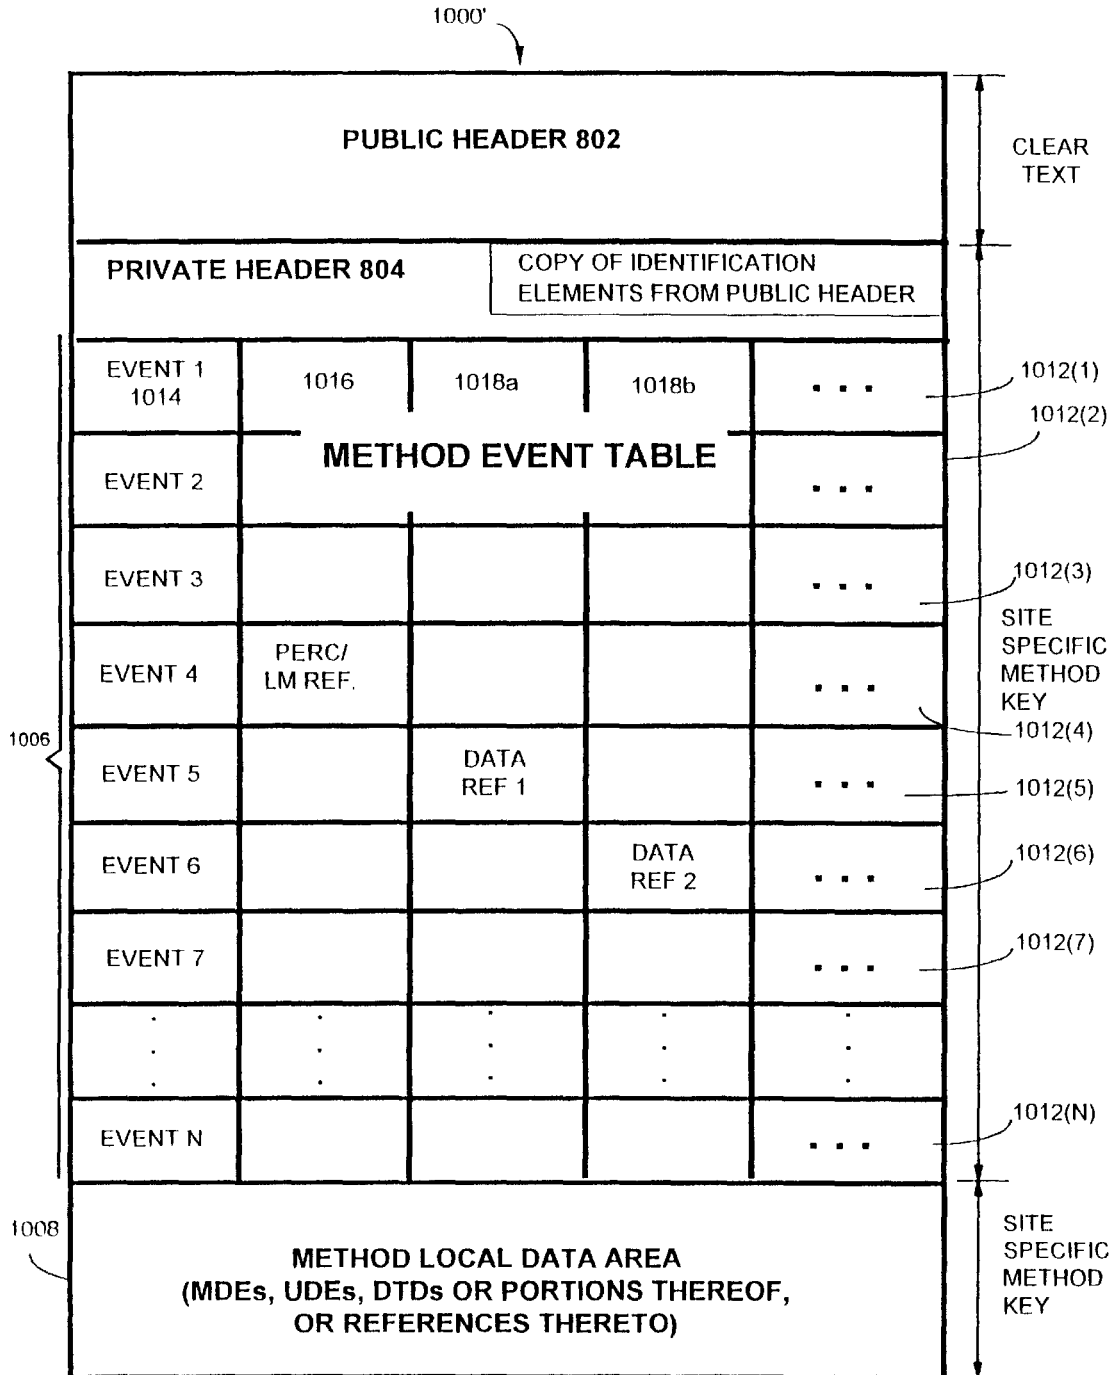 1000'
PUBLIC HEADER 802
CLEAR
TEXT
PRIVATE HEADER 804
COPY OF IDENTIFICATION
ELEMENTS FROM PUBLIC HEADER
EVENT 1
1014
1016
1018a
1018b
. . .
1012(1)
1012(2)
METHOD EVENT TABLE
EVENT 2
. . .
EVENT 3
. . .
1012(3)
SITE
SPECIFIC
METHOD
KEY
EVENT 4
PERC/
LM REF.
. . .
1012(4)
1006
EVENT 5
DATA
REF 1
. . .
1012(5)
EVENT 6
DATA
REF 2
. . .
1012(6)
EVENT 7
. . .
1012(7)
EVENT N
. . .
1012(N)
1008
METHOD LOCAL DATA AREA
(MDEs, UDEs, DTDs OR PORTIONS THEREOF,
OR REFERENCES THERETO)
SITE
SPECIFIC
METHOD
KEY